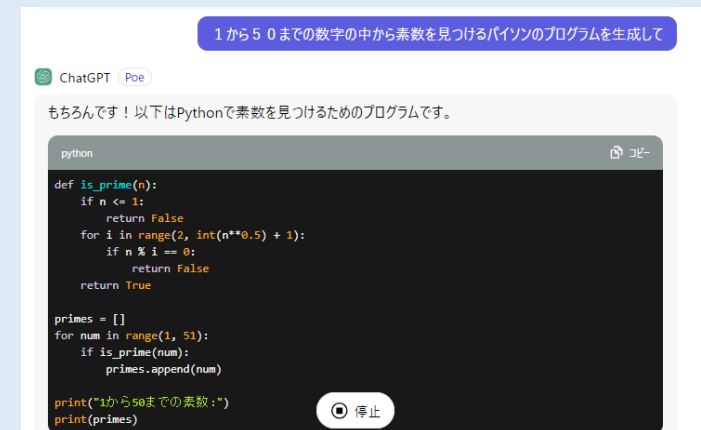 1から50までの数字の中から素数を見つけるパイソンのプログラムを生成して
ChatGPT Poe
もちろんです！以下はPythonで素数を見つけるためのプログラムです。
python コピー
def is_prime(n):
    if n <= 1:
        return False
    for i in range(2, int(n**0.5) + 1):
        if n % i == 0:
            return False
    return True

primes = []
for num in range(1, 51):
    if is_prime(num):
        primes.append(num)

print("1から50までの素数:")
停止
print(primes)